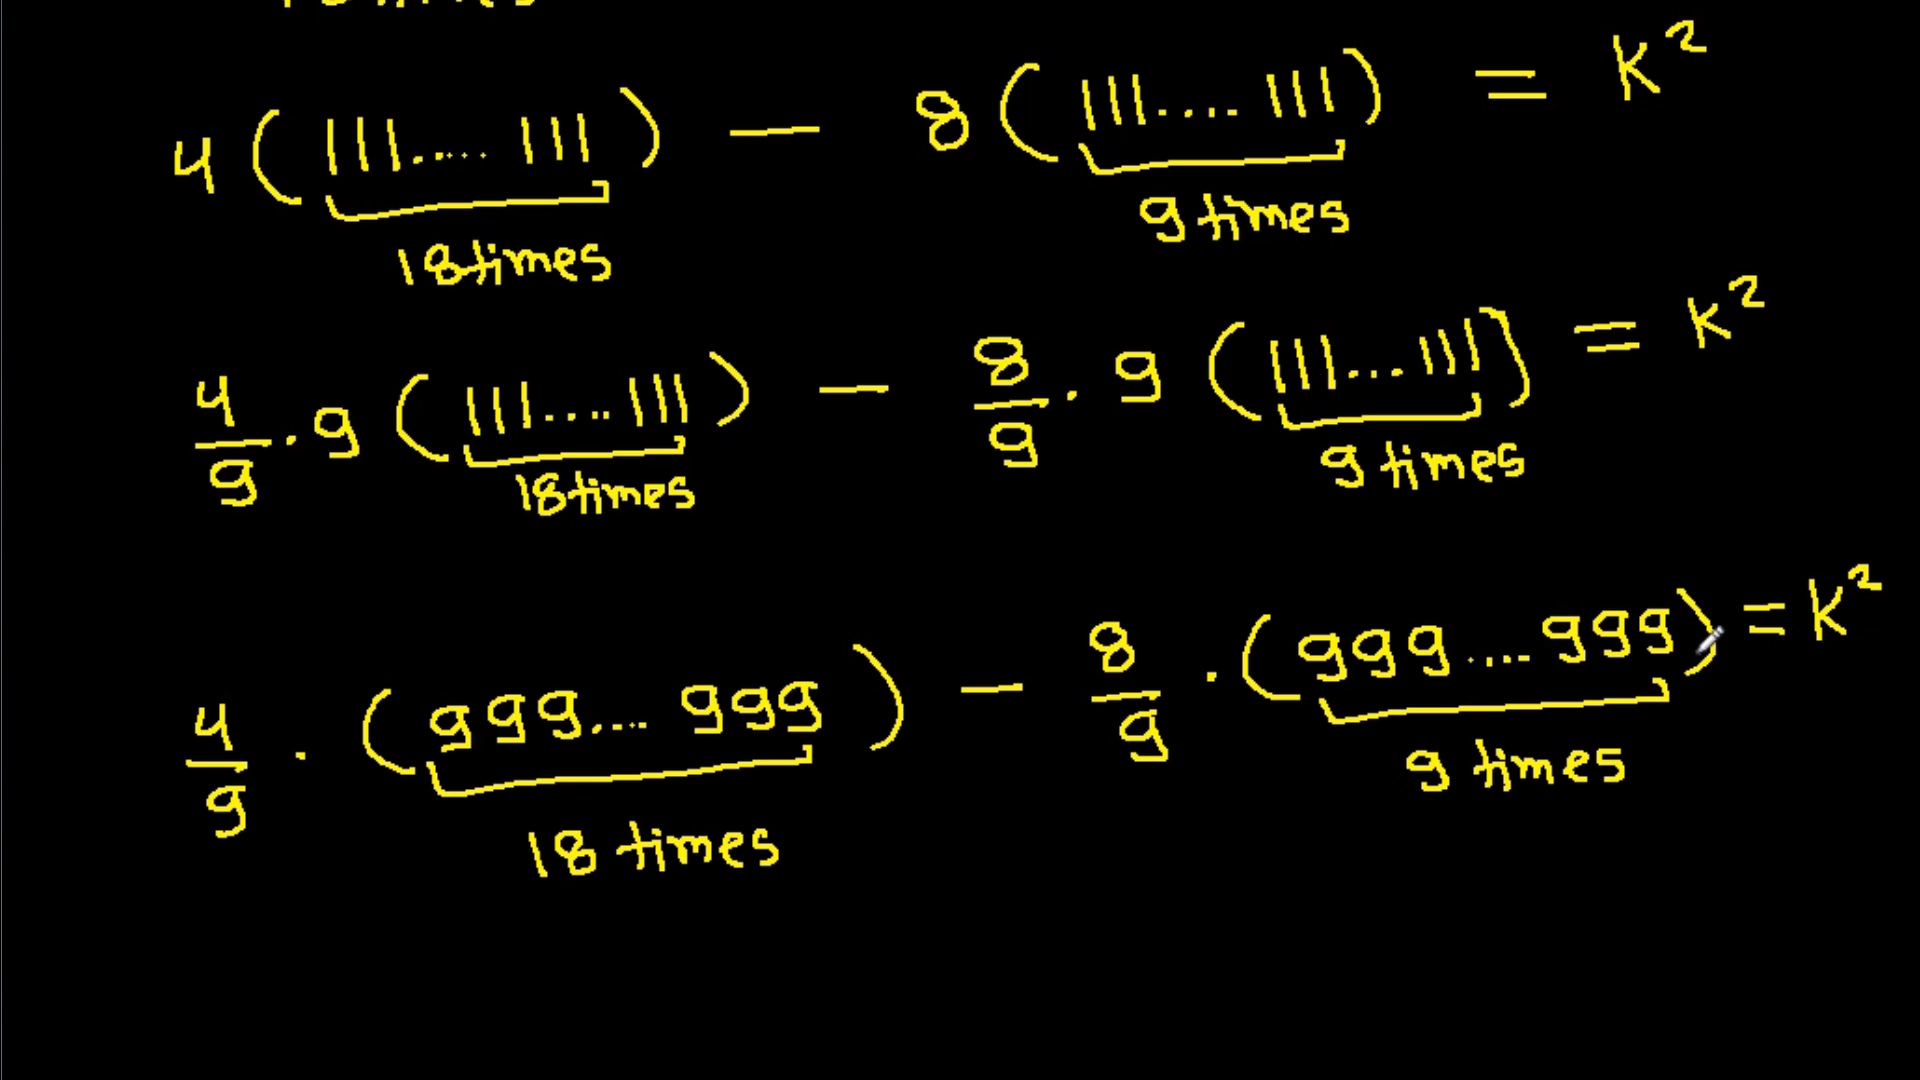 4 ( 111..... 111 ) — 8 ( 111.... 111 ) = K²
18 times 9 times
4/9 . 9 ( 111.... 111 ) — 8/9 . 9 ( 111... 111 ) = K²
18 times 9 times
4/9 . ( 999.... 999 ) — 8/9 . ( 999.... 999 ) = K²
18 times 9 times